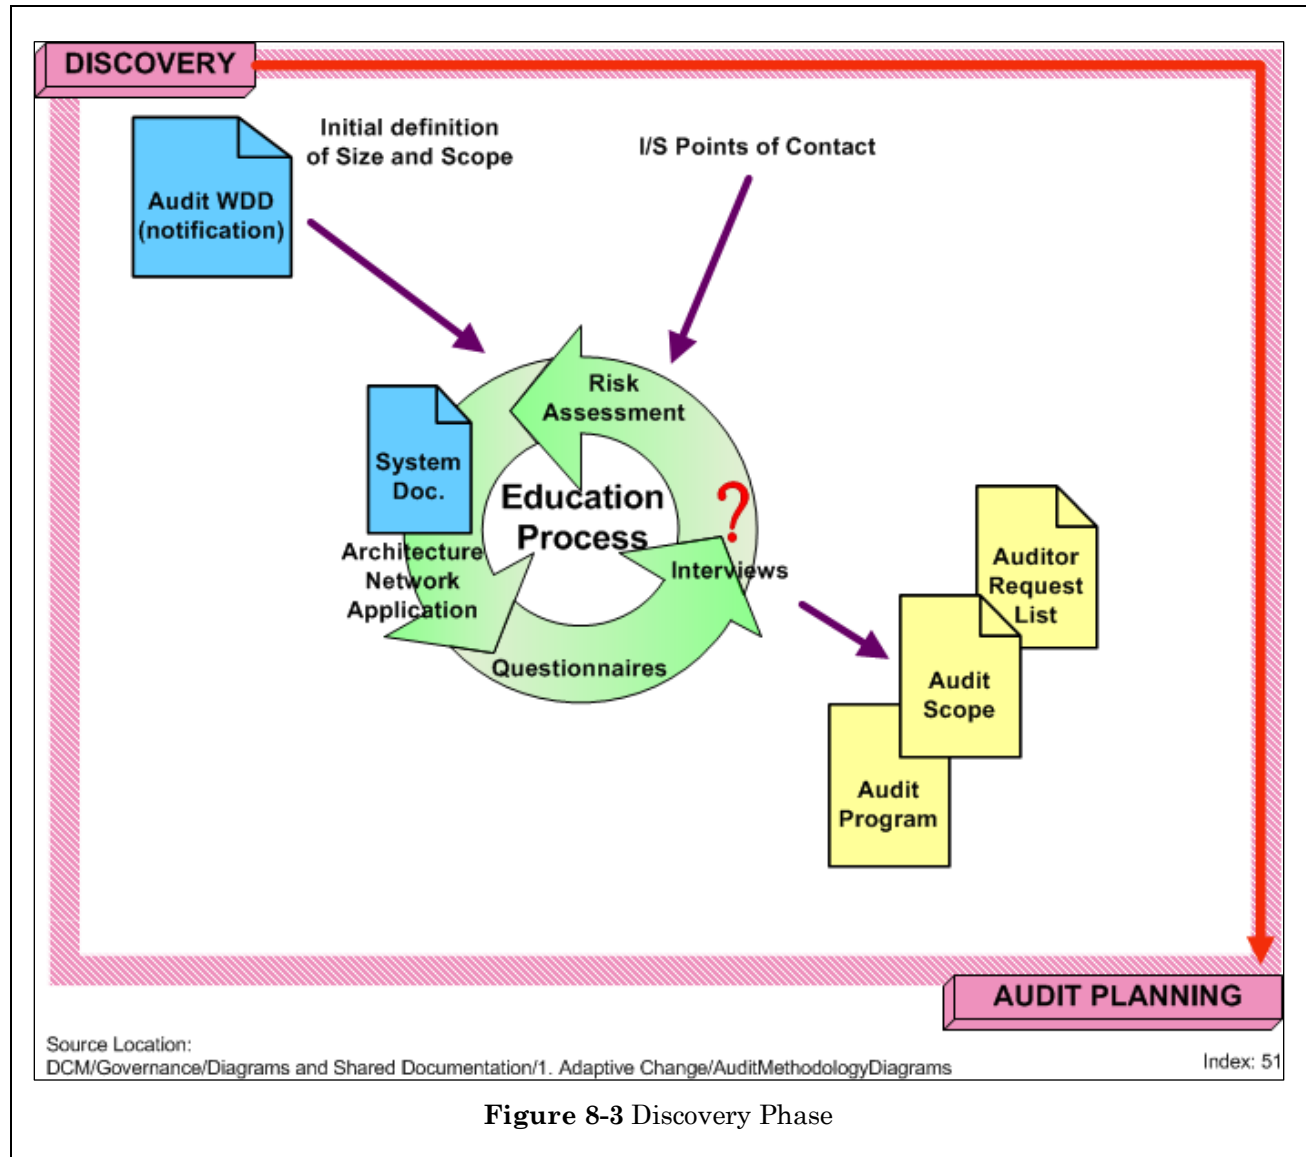 DISCOVERY
Initial definition
of Size and Scope
I/S Points of Contact
Audit WDD
(notification)
Risk
Assessment
System
Doc.
Education
Process
?
Architecture
Network
Application
Interviews
Questionnaires
Auditor
Request
List
Audit
Scope
Audit
Program
AUDIT PLANNING
Source Location:
DCM/Governance/Diagrams and Shared Documentation/1. Adaptive Change/AuditMethodologyDiagrams
Index: 51
Figure 8-3 Discovery Phase